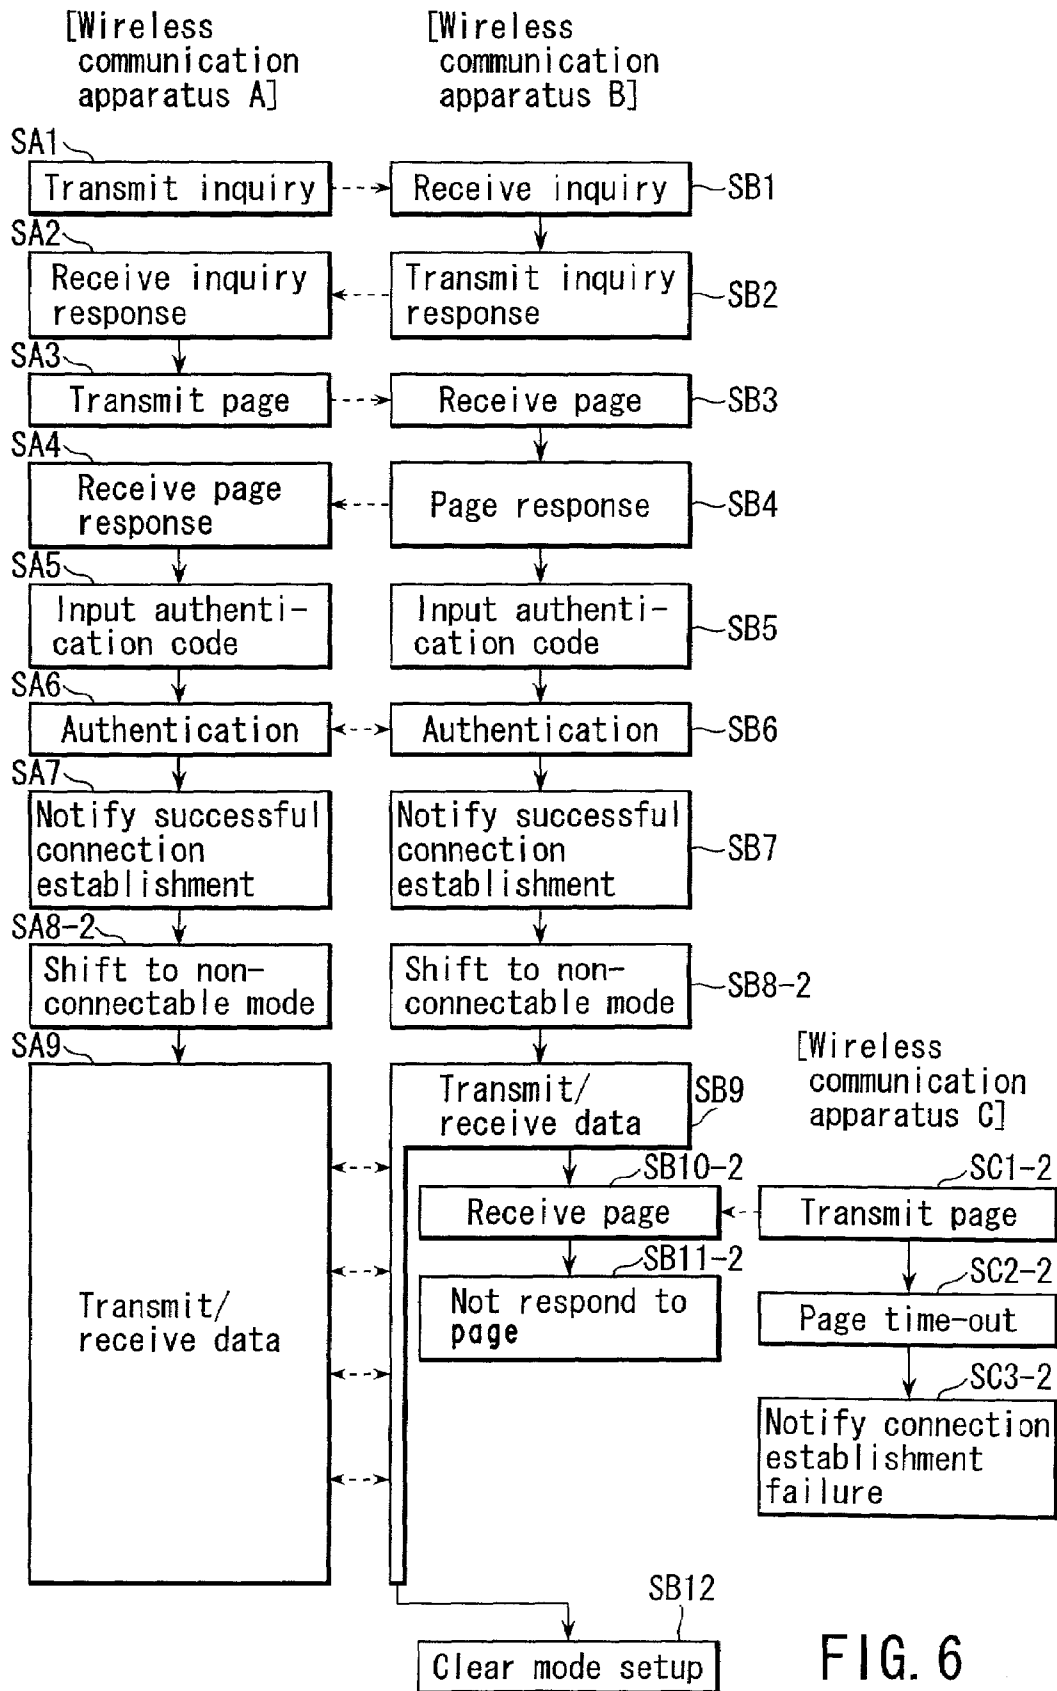 [Wireless
communication
apparatus A]
[Wireless
communication
apparatus B]
SA1
Transmit inquiry
Receive inquiry
SB1
SA2
Receive inquiry
response
Transmit inquiry
response
SB2
SA3
Transmit page
Receive page
SB3
SA4
Receive page
response
Page response
SB4
SA5
Input authenti-
cation code
Input authenti-
cation code
SB5
SA6
Authentication
Authentication
SB6
SA7
Notify successful
connection
establishment
Notify successful
connection
establishment
SB7
SA8-2
Shift to non-
connectable mode
Shift to non-
connectable mode
SB8-2
SA9
Transmit/
receive data
Transmit/
receive data
SB9
[Wireless
communication
apparatus C]
SB10-2
Receive page
SC1-2
Transmit page
SB11-2
Not respond to
page
SC2-2
Page time-out
SC3-2
Notify connection
establishment
failure
SB12
Clear mode setup
FIG. 6